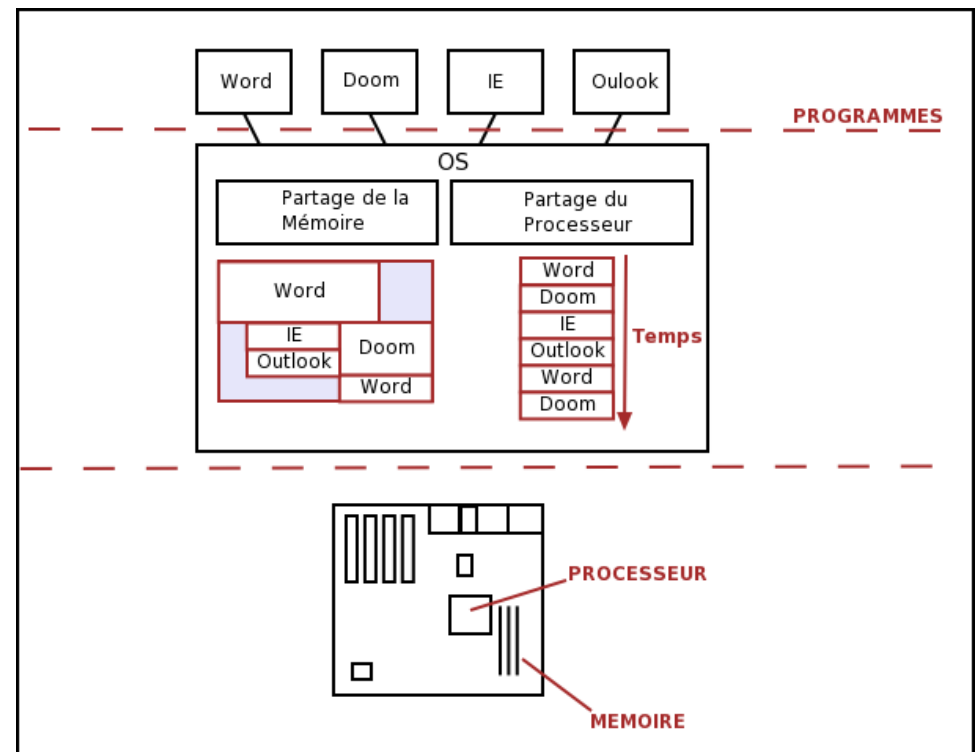 Word
Doom
IE
Oulook
PROGRAMMES
OS
Partage de la
Mémoire
Partage du
Processeur
Word
IE
Outlook
Doom
Word
Word
Doom
IE
Outlook
Word
Doom
Temps
PROCESSEUR
MEMOIRE